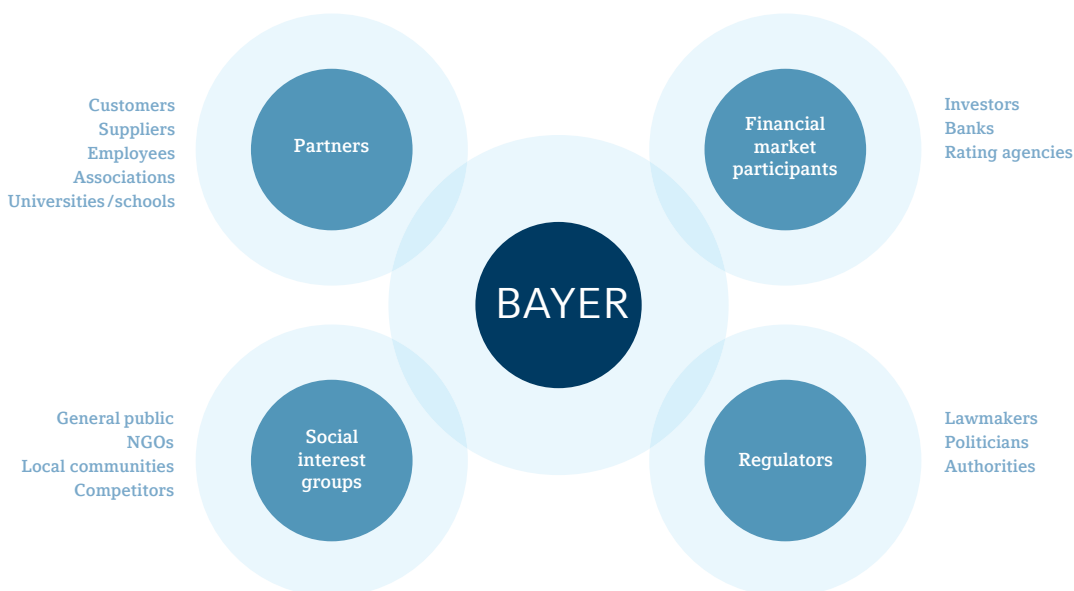 Customers
Suppliers
Employees
Associations
Universities/schools
Partners
Financial
market
participants
Investors
Banks
Rating agencies
BAYER
General public
NGOs
Local communities
Competitors
Social
interest
groups
Regulators
Lawmakers
Politicians
Authorities